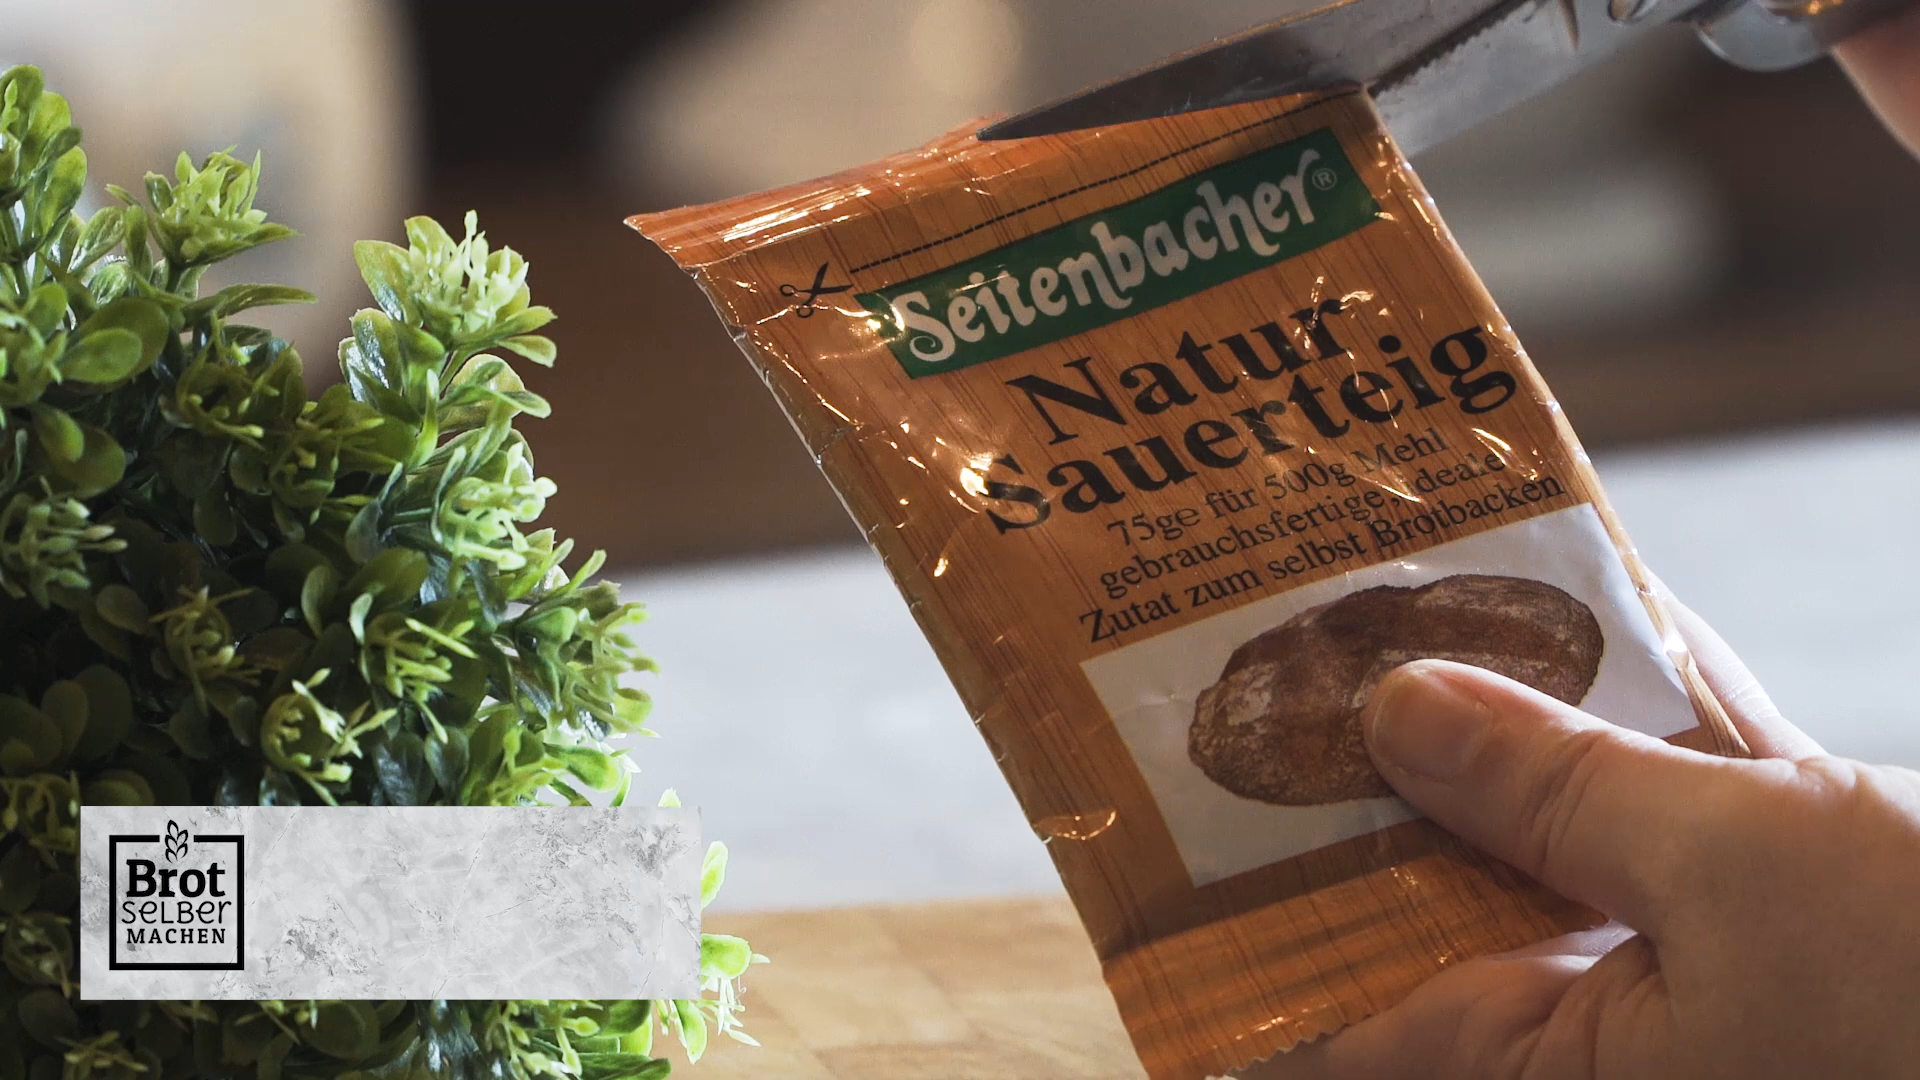 Seitenbacher®
Natur
Sauerteig
75ge für 500g Mehl
gebrauchsfertige, ideale
Zutat zum selbst Brotbacken
Brot
SELBER
MACHEN